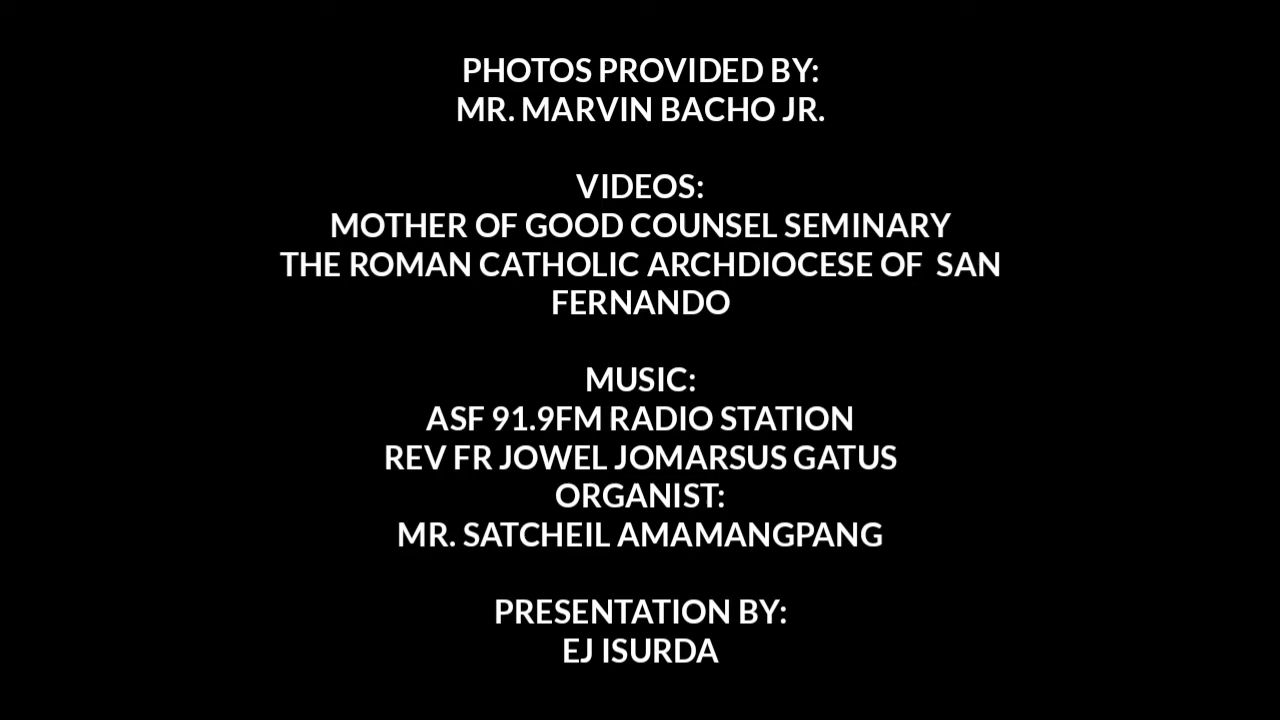 PHOTOS PROVIDED BY:
MR. MARVIN BACHO JR.
VIDEOS:
MOTHER OF GOOD COUNSEL SEMINARY
THE ROMAN CATHOLIC ARCHDIOCESE OF  SAN
FERNANDO
MUSIC:
ASF 91.9FM RADIO STATION
REV FR JOWEL JOMARSUS GATUS
ORGANIST:
MR. SATCHEIL AMAMANGPANG
PRESENTATION BY:
EJ ISURDA